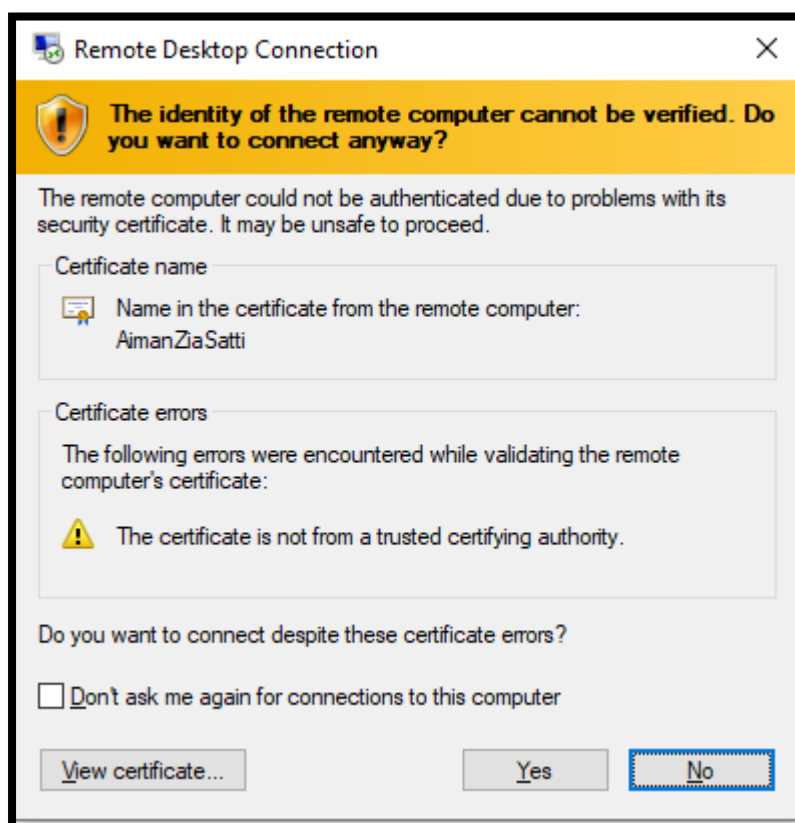 Remote Desktop Connection
The identity of the remote computer cannot be verified. Do
you want to connect anyway?
The remote computer could not be authenticated due to problems with its
security certificate. It may be unsafe to proceed.
Certificate name
Name in the certificate from the remote computer:
AimanZiaSatti
Certificate errors
The following errors were encountered while validating the remote
computer's certificate:
The certificate is not from a trusted certifying authority.
Do you want to connect despite these certificate errors?
Don't ask me again for connections to this computer
View certificate...
Yes
No